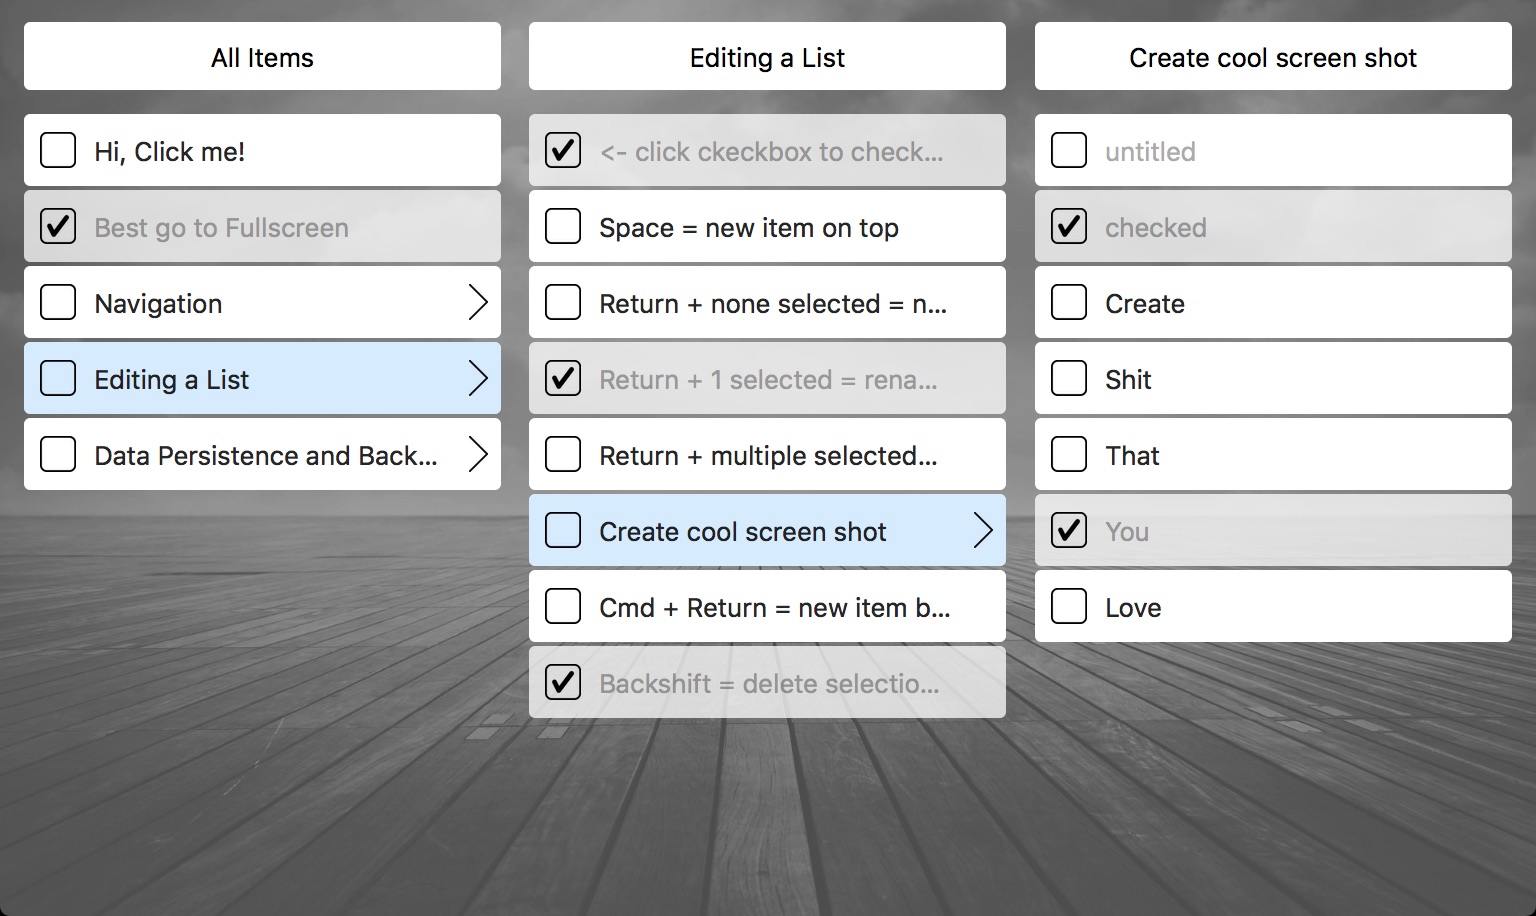 All Items
Hi, Click me!
Best go to Fullscreen
Navigation
Editing a List
Data Persistence and Back...
Editing a List
<- click ckeckbox to check...
Space = new item on top
Return + none selected = n...
Return + 1 selected = rena...
Return + multiple selected...
Create cool screen shot
Cmd + Return = new item b...
Backshift = delete selectio...
Create cool screen shot
untitled
checked
Create
Shit
That
You
Love